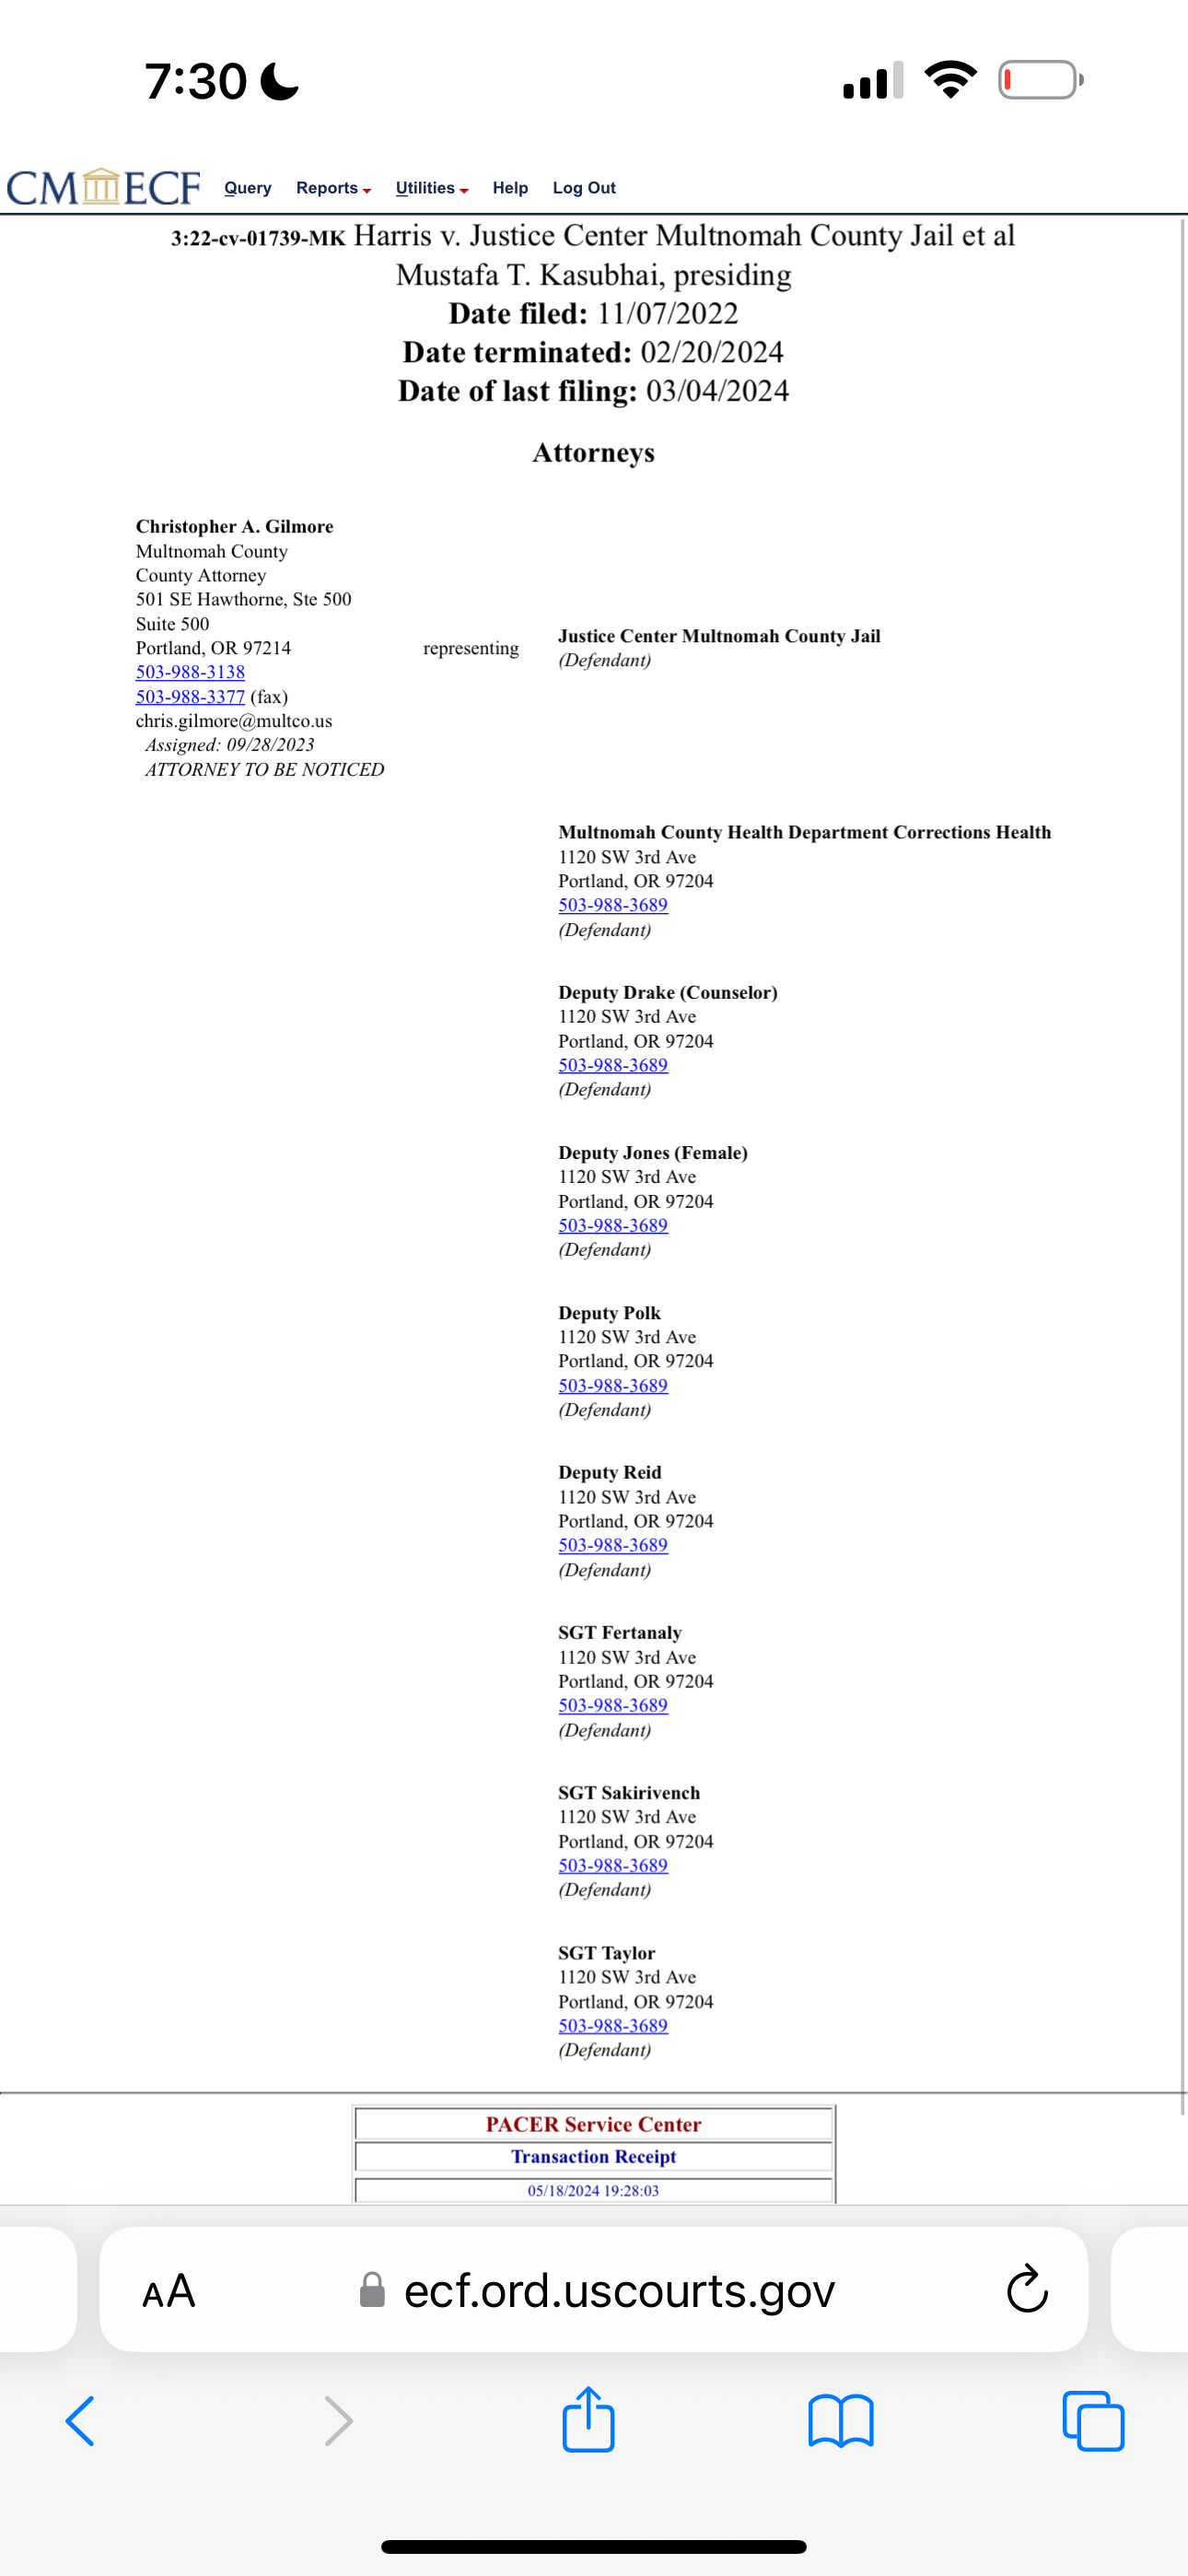 7:30
CM ECF Query Reports Utilities Help Log Out
3:22-cv-01739-MK Harris v. Justice Center Multnomah County Jail et al
Mustafa T. Kasubhai, presiding
Date filed: 11/07/2022
Date terminated: 02/20/2024
Date of last filing: 03/04/2024
Attorneys
Christopher A. Gilmore
Multnomah County
County Attorney
501 SE Hawthorne, Ste 500
Suite 500
Portland, OR 97214
503-988-3138
503-988-3377 (fax)
chris.gilmore@multco.us
Assigned: 09/28/2023
ATTORNEY TO BE NOTICED
representing
Justice Center Multnomah County Jail
(Defendant)
Multnomah County Health Department Corrections Health
1120 SW 3rd Ave
Portland, OR 97204
503-988-3689
(Defendant)
Deputy Drake (Counselor)
1120 SW 3rd Ave
Portland, OR 97204
503-988-3689
(Defendant)
Deputy Jones (Female)
1120 SW 3rd Ave
Portland, OR 97204
503-988-3689
(Defendant)
Deputy Polk
1120 SW 3rd Ave
Portland, OR 97204
503-988-3689
(Defendant)
Deputy Reid
1120 SW 3rd Ave
Portland, OR 97204
503-988-3689
(Defendant)
SGT Fertanaly
1120 SW 3rd Ave
Portland, OR 97204
503-988-3689
(Defendant)
SGT Sakirivench
1120 SW 3rd Ave
Portland, OR 97204
503-988-3689
(Defendant)
SGT Taylor
1120 SW 3rd Ave
Portland, OR 97204
503-988-3689
(Defendant)
PACER Service Center
Transaction Receipt
05/18/2024 19:28:03
AA ecf.ord.uscourts.gov